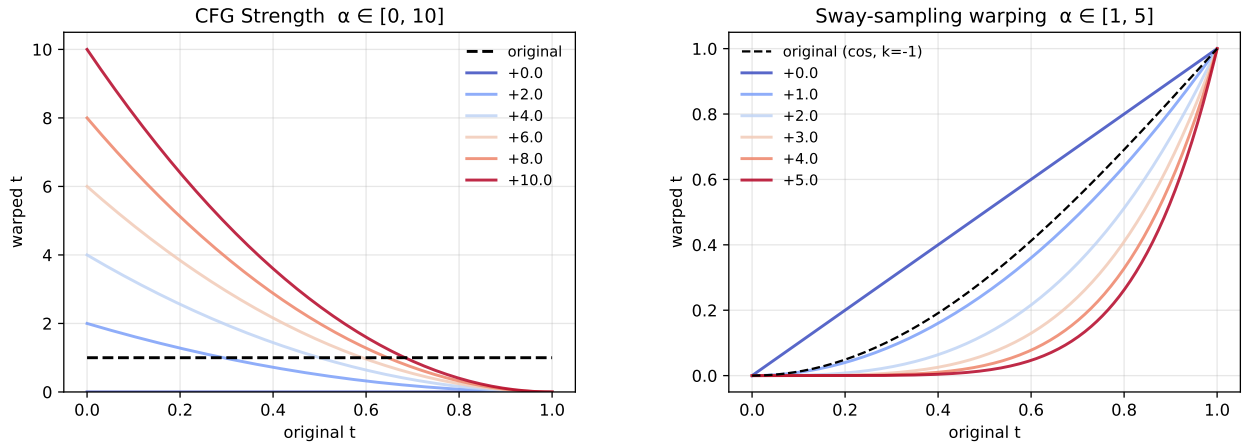 CFG Strength  α ∈ [0, 10]
10
8
6
4
2
0
warped t
0.0 0.2 0.4 0.6 0.8 1.0
original t
original
+0.0
+2.0
+4.0
+6.0
+8.0
+10.0
Sway-sampling warping  α ∈ [1, 5]
1.0
0.8
0.6
0.4
0.2
0.0
warped t
0.0 0.2 0.4 0.6 0.8 1.0
original t
original (cos, k=-1)
+0.0
+1.0
+2.0
+3.0
+4.0
+5.0